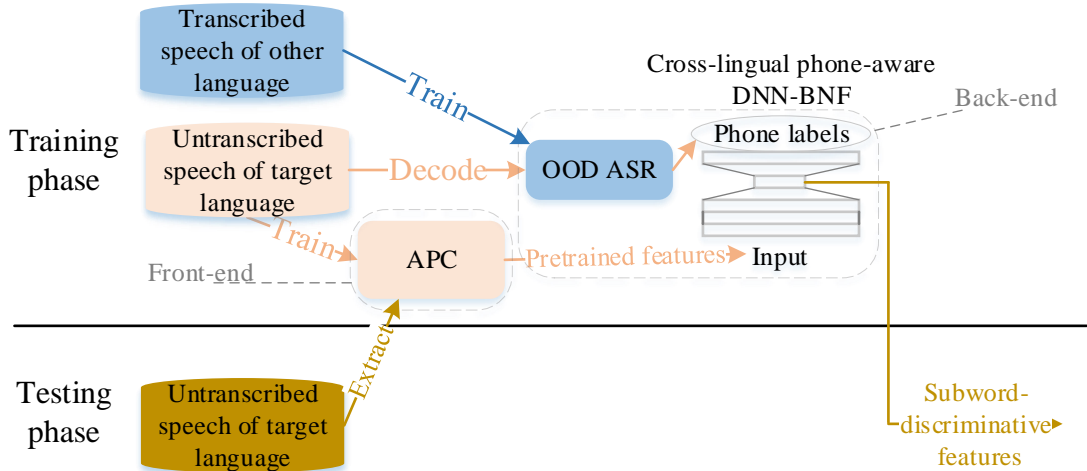 Transcribed
speech of other
language
Train
Cross-lingual phone-aware
DNN-BNF
Back-end
Training
phase
Untranscribed
speech of target
language
Decode
OOD ASR
Phone labels
Train
Front-end
APC
Pretrained features
Input
Testing
phase
Untranscribed
speech of target
language
Extract
Subword-
discriminative
features